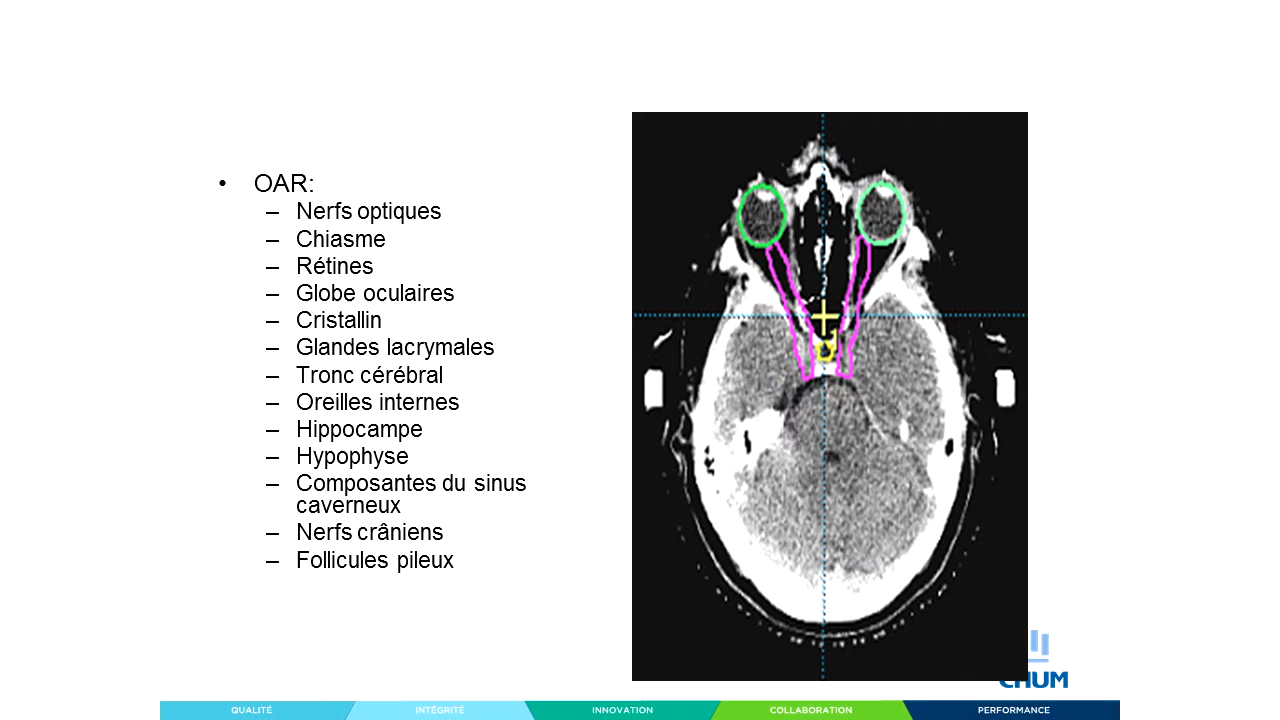 • OAR:
– Nerfs optiques
– Chiasme
– Rétines
– Globe oculaires
– Cristallin
– Glandes lacrymales
– Tronc cérébral
– Oreilles internes
– Hippocampe
– Hypophyse
– Composantes du sinus
caverneux
– Nerfs crâniens
– Follicules pileux
CHUM
QUALITÉ INTÉGRITÉ INNOVATION COLLABORATION PERFORMANCE